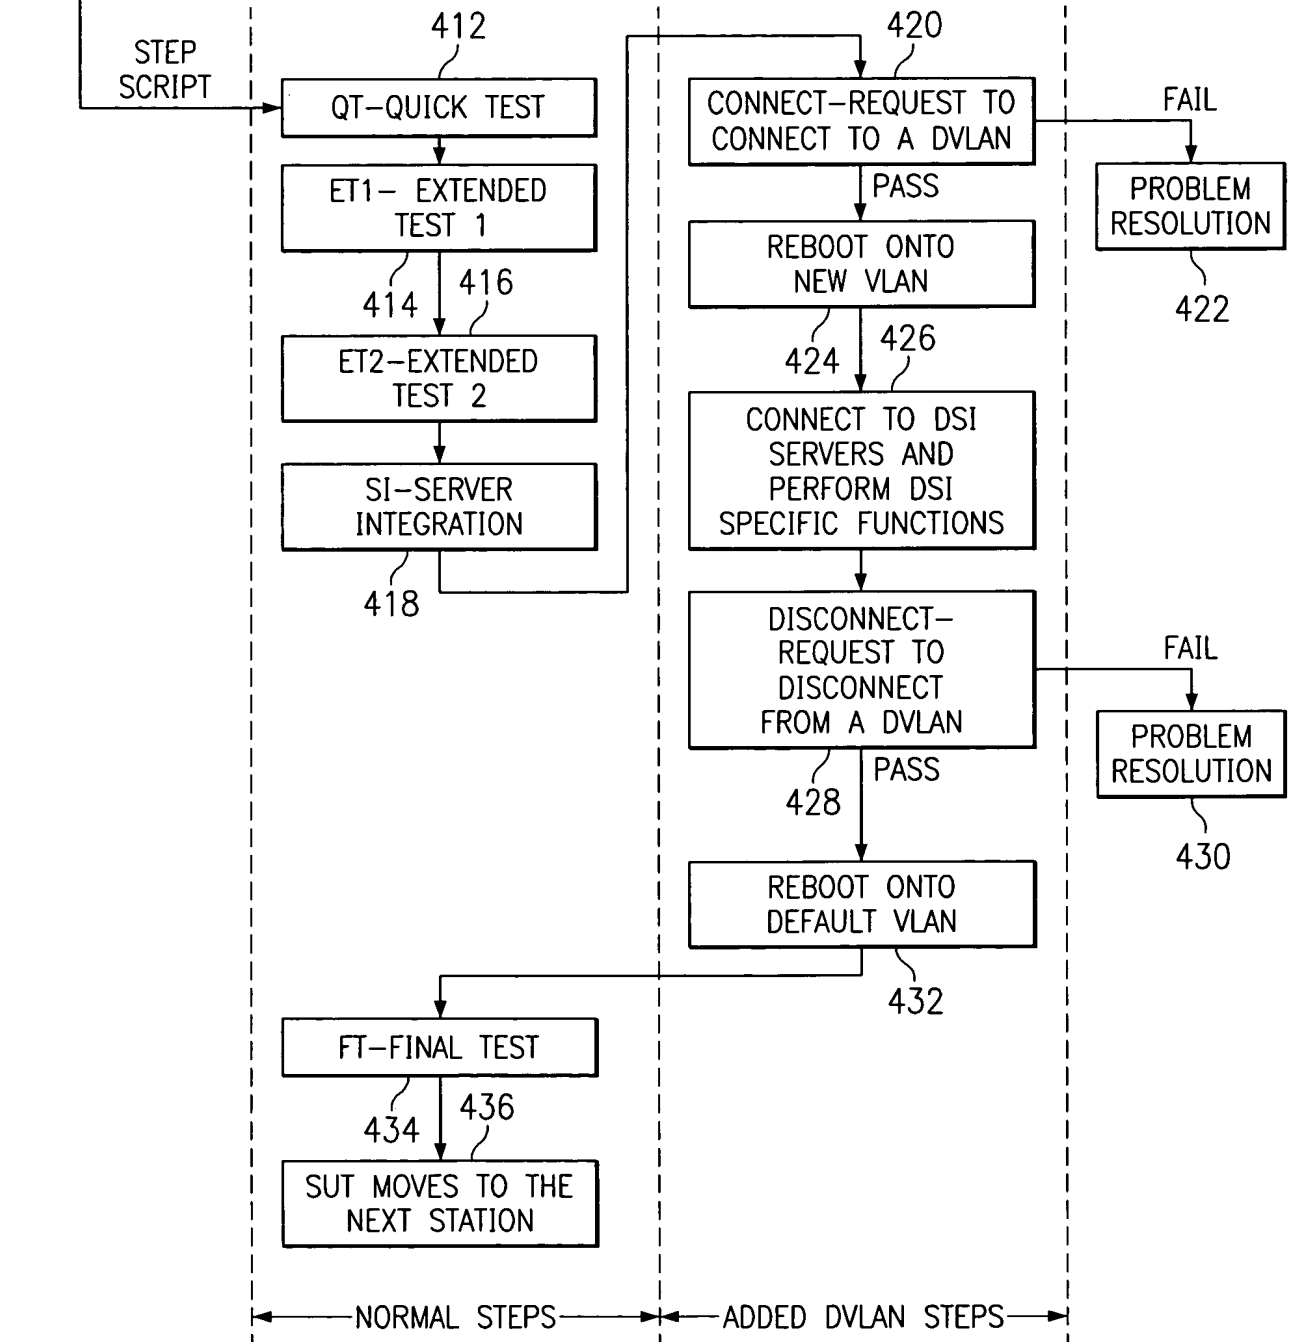 STEP
SCRIPT
412
QT-QUICK TEST
ET1- EXTENDED
TEST 1
414
416
ET2-EXTENDED
TEST 2
SI-SERVER
INTEGRATION
418
420
CONNECT-REQUEST TO
CONNECT TO A DVLAN
FAIL
PROBLEM
RESOLUTION
422
PASS
REBOOT ONTO
NEW VLAN
424
426
CONNECT TO DSI
SERVERS AND
PERFORM DSI
SPECIFIC FUNCTIONS
DISCONNECT-
REQUEST TO
DISCONNECT
FROM A DVLAN
FAIL
PROBLEM
RESOLUTION
430
428
PASS
REBOOT ONTO
DEFAULT VLAN
432
FT-FINAL TEST
434
436
SUT MOVES TO THE
NEXT STATION
NORMAL STEPS
ADDED DVLAN STEPS